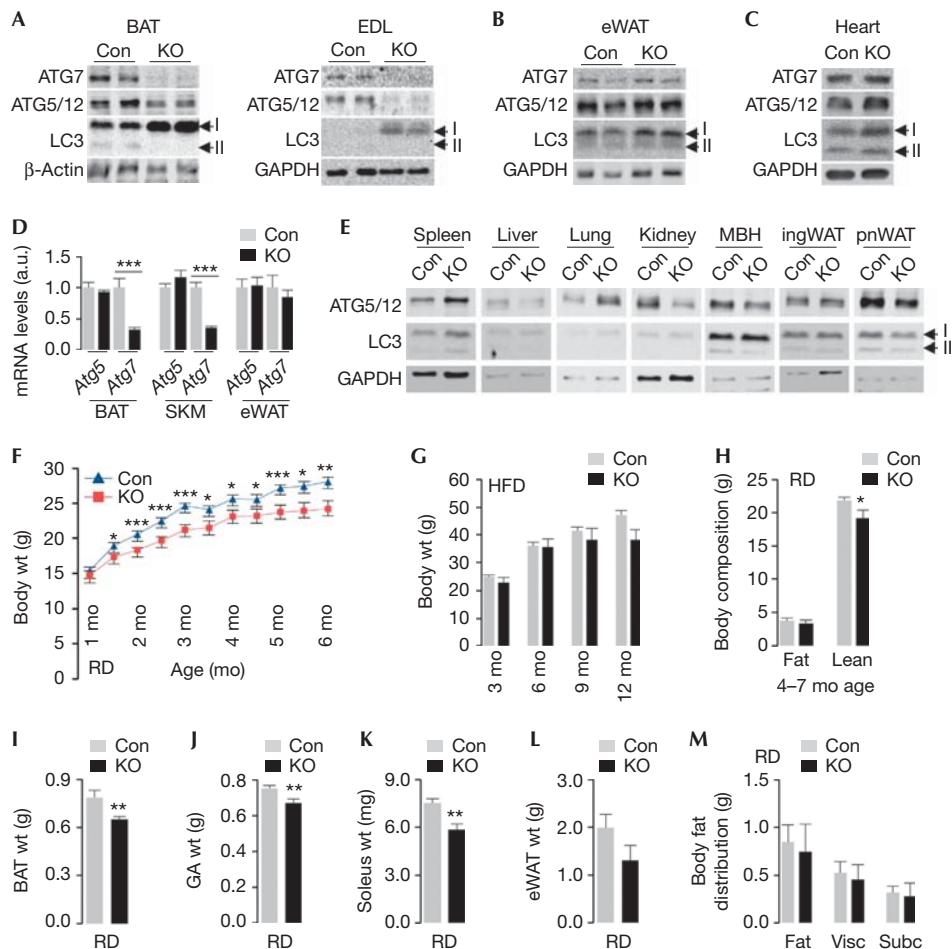 A
BAT
Con KO
ATG7
ATG5/12
LC3
I
II
β-Actin
EDL
Con KO
ATG7
ATG5/12
LC3
I
II
GAPDH
B
eWAT
Con KO
ATG7
ATG5/12
LC3
I
II
GAPDH
C
Heart
Con KO
ATG7
ATG5/12
LC3
I
II
GAPDH
D
Con
KO
mRNA levels (a.u.)
1.5
1.0
0.5
0.0
*** ***
Atg5 Atg7 Atg5 Atg7 Atg5 Atg7
BAT SKM eWAT
E
Spleen Liver Lung Kidney MBH ingWAT pnWAT
Con KO Con KO Con KO Con KO Con KO Con KO Con KO
ATG5/12
LC3
I
II
GAPDH
F
Con
KO
Body wt (g)
30
25
20
15
10
5
0
* *** *** *** * * * *** * **
1 mo 2 mo 3 mo 4 mo 5 mo 6 mo
RD Age (mo)
G
Con
KO
HFD
Body wt (g)
60
50
40
30
20
10
0
3 mo 6 mo 9 mo 12 mo
H
Con
KO
RD
Body composition (g)
25
20
15
10
5
0
*
Fat Lean
4–7 mo age
I
Con
KO
BAT wt (g)
0.9
0.6
0.3
0.0
**
RD
J
Con
KO
GA wt (g)
0.8
0.6
0.4
0.2
0.0
**
RD
K
Con
KO
Soleus wt (mg)
9.0
6.0
3.0
0.0
**
RD
L
Con
KO
eWAT wt (g)
3.0
2.0
1.0
0.0
RD
M
Con
KO
RD
Body fat
distribution (g)
1.5
1.0
0.5
0.0
Fat Visc Subc